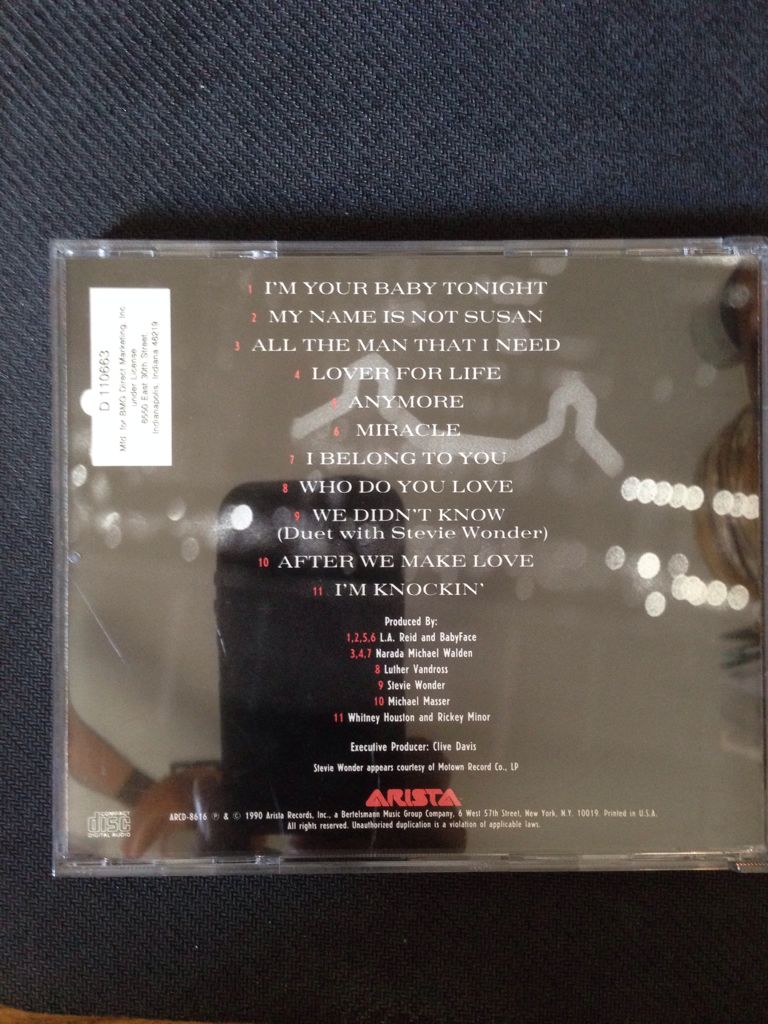 D 110663
Mfd. for BMG Direct Marketing, Inc.
under License
6550 East 30th Street
Indianapolis, Indiana 46219
1 I'M YOUR BABY TONIGHT
2 MY NAME IS NOT SUSAN
3 ALL THE MAN THAT I NEED
4 LOVER FOR LIFE
5 ANYMORE
6 MIRACLE
7 I BELONG TO YOU
8 WHO DO YOU LOVE
9 WE DIDN'T KNOW
(Duet with Stevie Wonder)
10 AFTER WE MAKE LOVE
11 I'M KNOCKIN'
Produced By:
1,2,5,6 L.A. Reid and BabyFace
3,4,7 Narada Michael Walden
8 Luther Vandross
9 Stevie Wonder
10 Michael Masser
11 Whitney Houston and Rickey Minor
Executive Producer: Clive Davis
Stevie Wonder appears courtesy of Motown Record Co., LP
ARISTA
ARCD-8616 ℗ & © 1990 Arista Records, Inc., a Bertelsmann Music Group Company, 6 West 57th Street, New York, N.Y. 10019. Printed in U.S.A.
All rights reserved. Unauthorized duplication is a violation of applicable laws.
COMPACT
disc
DIGITAL AUDIO